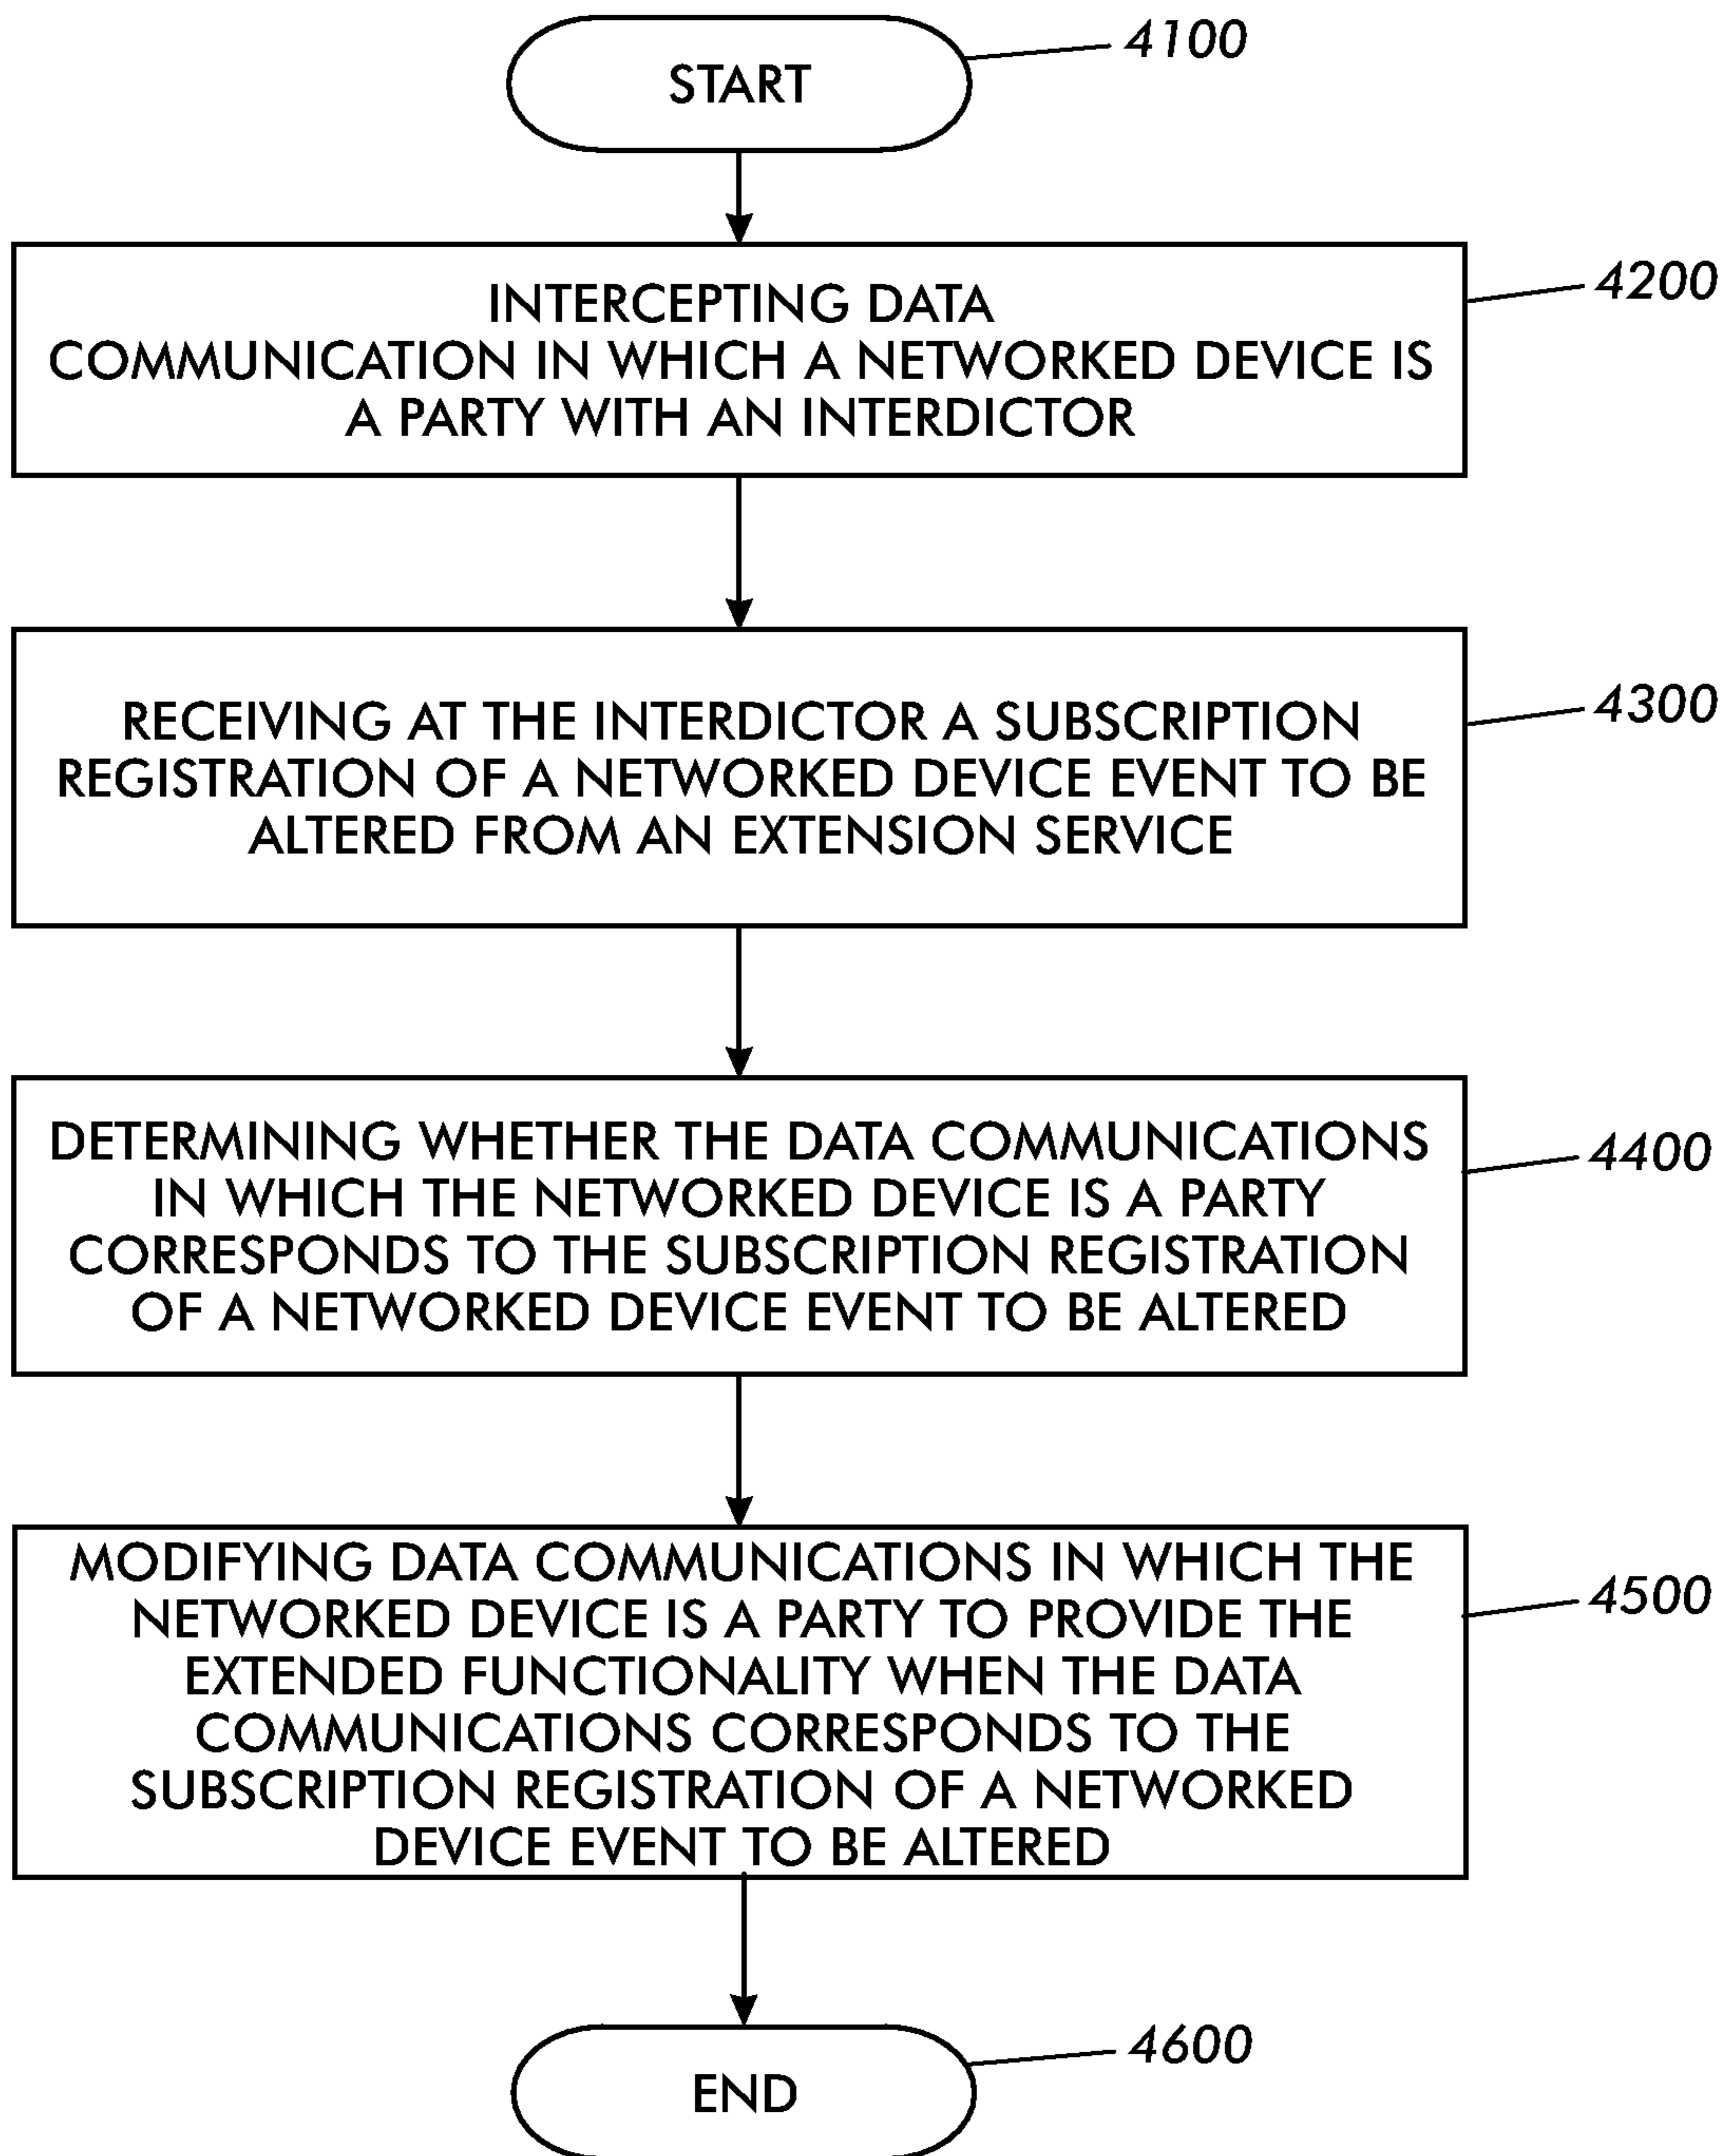 START
4100
INTERCEPTING DATA
COMMUNICATION IN WHICH A NETWORKED DEVICE IS
A PARTY WITH AN INTERDICTOR
4200
RECEIVING AT THE INTERDICTOR A SUBSCRIPTION
REGISTRATION OF A NETWORKED DEVICE EVENT TO BE
ALTERED FROM AN EXTENSION SERVICE
4300
DETERMINING WHETHER THE DATA COMMUNICATIONS
IN WHICH THE NETWORKED DEVICE IS A PARTY
CORRESPONDS TO THE SUBSCRIPTION REGISTRATION
OF A NETWORKED DEVICE EVENT TO BE ALTERED
4400
MODIFYING DATA COMMUNICATIONS IN WHICH THE
NETWORKED DEVICE IS A PARTY TO PROVIDE THE
EXTENDED FUNCTIONALITY WHEN THE DATA
COMMUNICATIONS CORRESPONDS TO THE
SUBSCRIPTION REGISTRATION OF A NETWORKED
DEVICE EVENT TO BE ALTERED
4500
END
4600